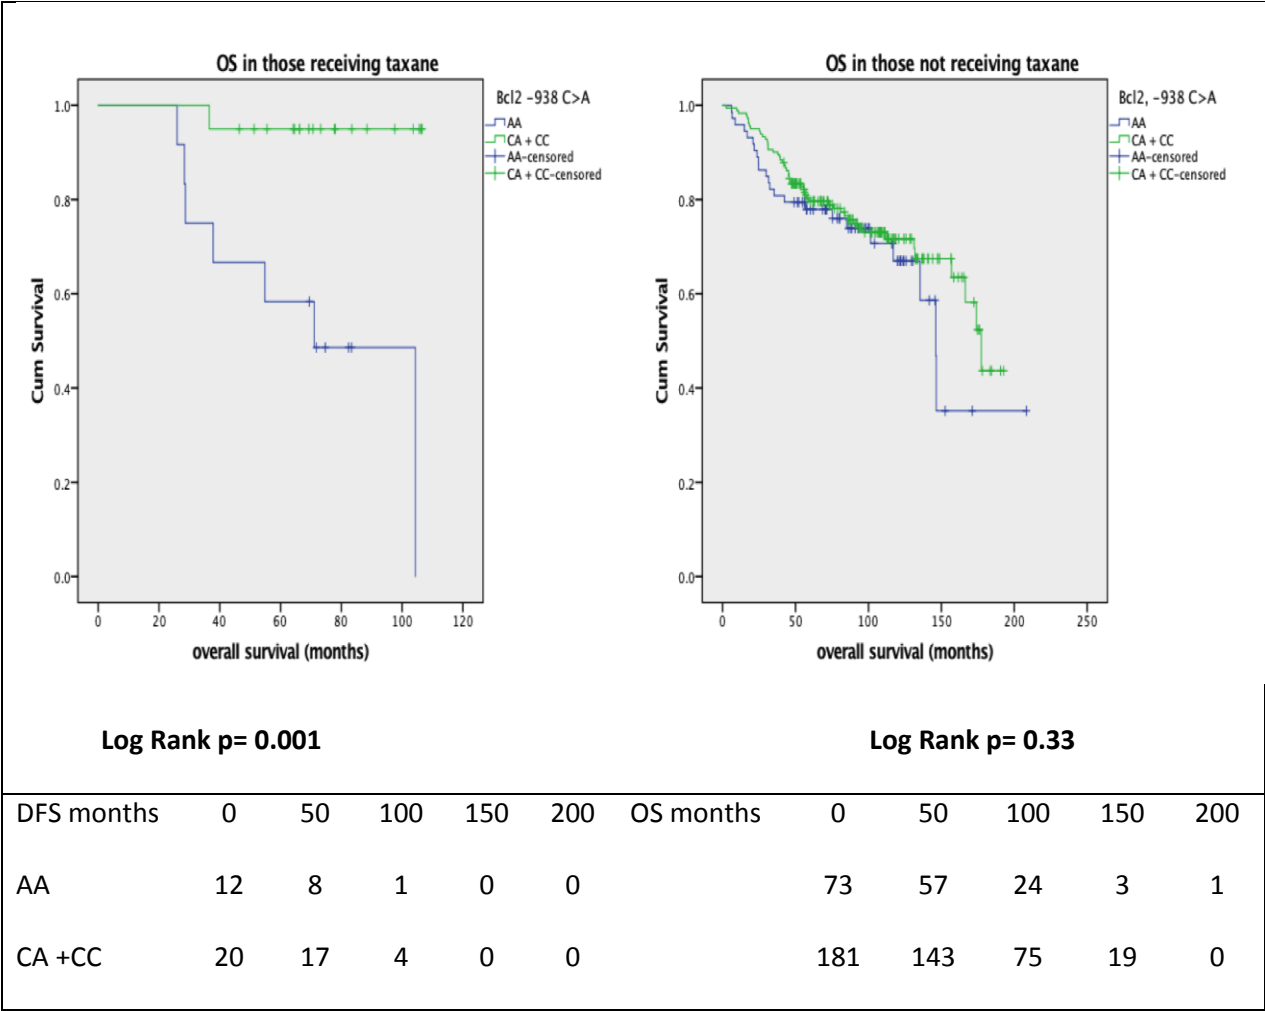 OS in those receiving taxane
Bcl2 -938 C>A
AA
CA + CC
AA-censored
CA + CC-censored
Cum Survival
1.0
0.8
0.6
0.4
0.2
0.0
0 20 40 60 80 100 120
overall survival (months)
OS in those not receiving taxane
Bcl2, -938 C>A
AA
CA + CC
AA-censored
CA + CC-censored
Cum Survival
1.0
0.8
0.6
0.4
0.2
0.0
0 50 100 150 200 250
overall survival (months)
Log Rank p= 0.001 Log Rank p= 0.33
DFS months 0 50 100 150 200 OS months 0 50 100 150 200
AA 12 8 1 0 0 73 57 24 3 1
CA +CC 20 17 4 0 0 181 143 75 19 0